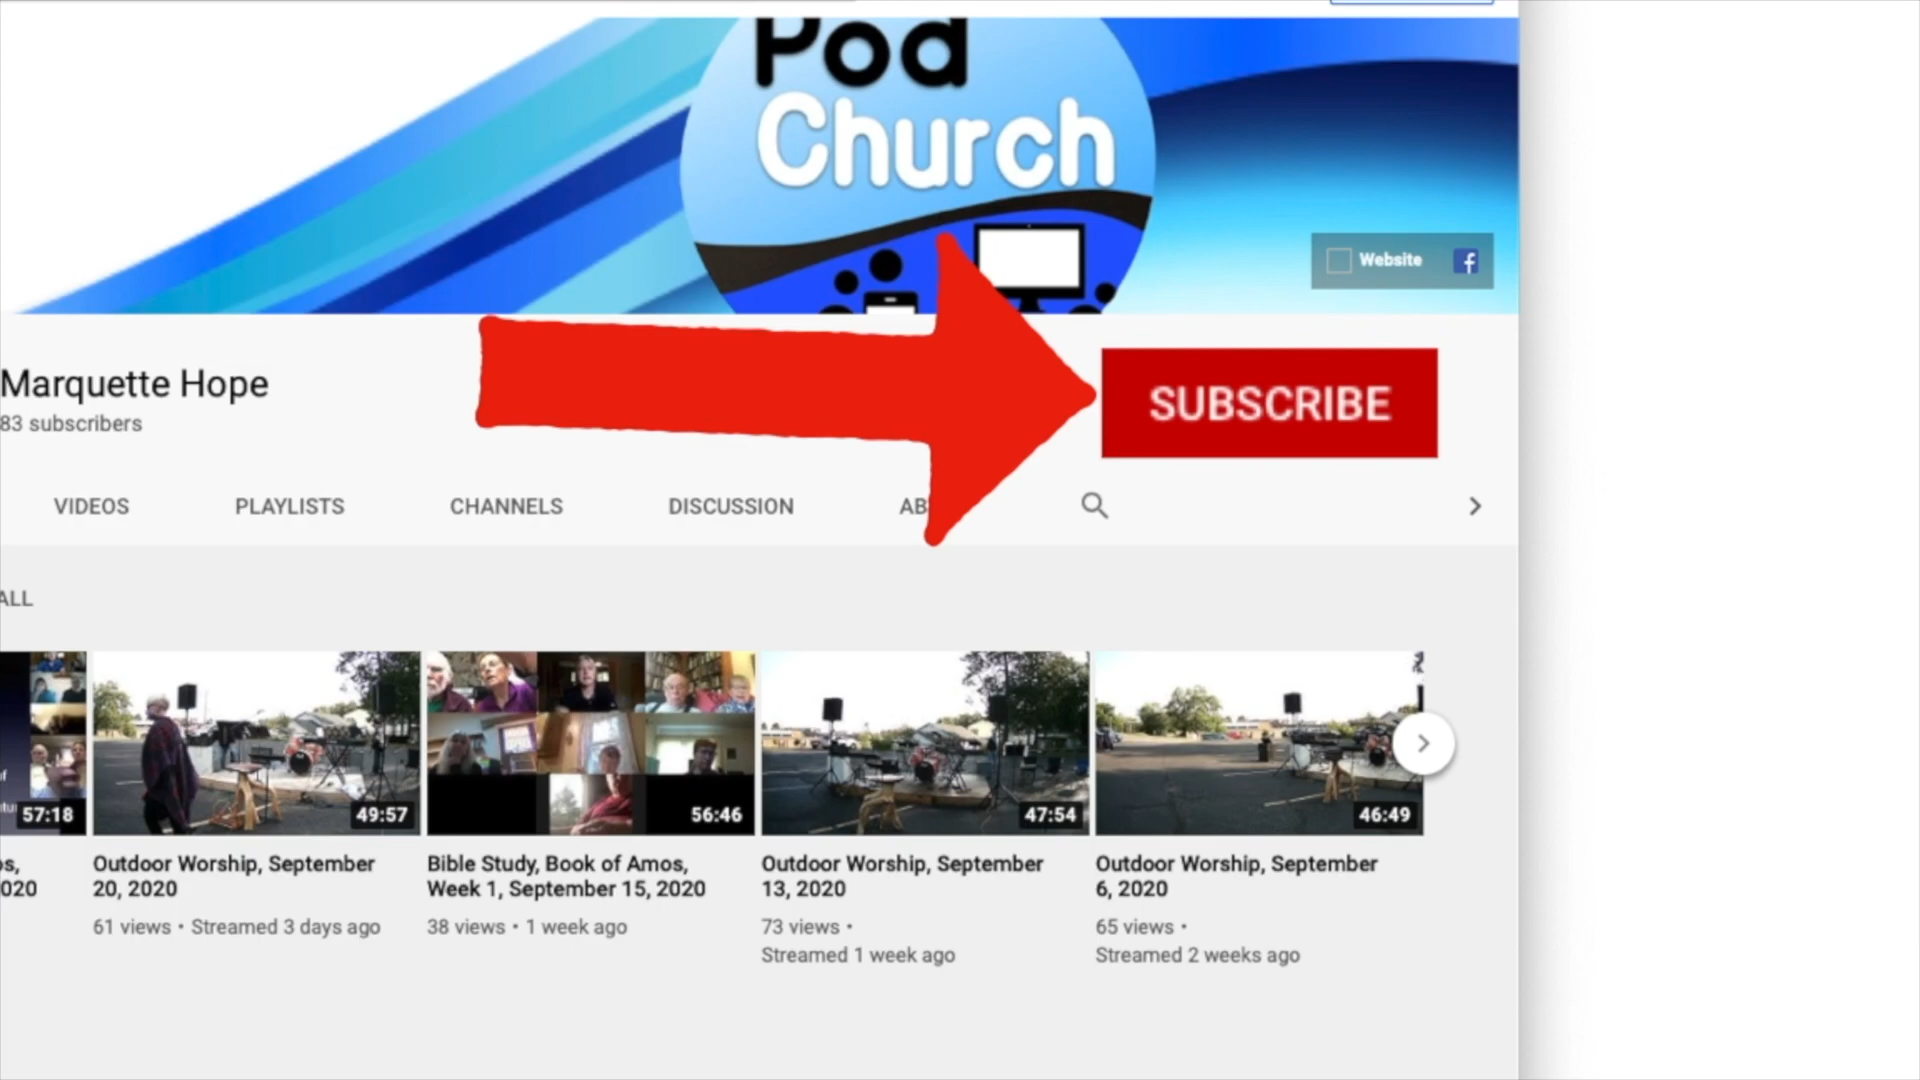 Pod
Church
Website
Marquette Hope
83 subscribers
SUBSCRIBE
VIDEOS
PLAYLISTS
CHANNELS
DISCUSSION
AB
ALL
57:18
49:57
56:46
47:54
46:49
020
Outdoor Worship, September
20, 2020
61 views • Streamed 3 days ago
Bible Study, Book of Amos,
Week 1, September 15, 2020
38 views • 1 week ago
Outdoor Worship, September
13, 2020
73 views •
Streamed 1 week ago
Outdoor Worship, September
6, 2020
65 views •
Streamed 2 weeks ago